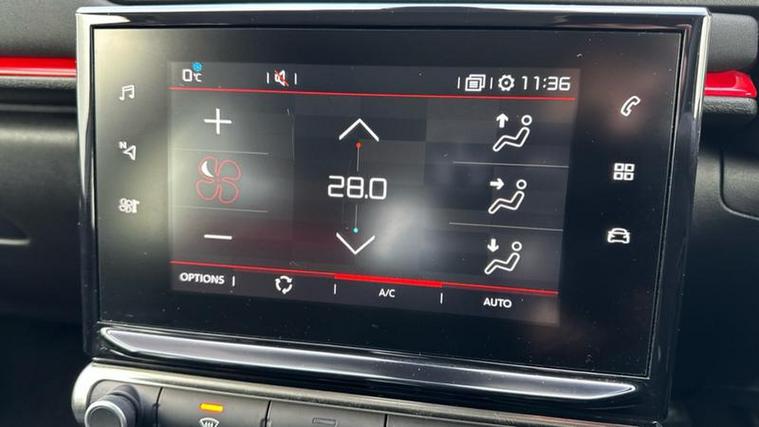 0°C 11:36
N
28.0
OPTIONS A/C AUTO